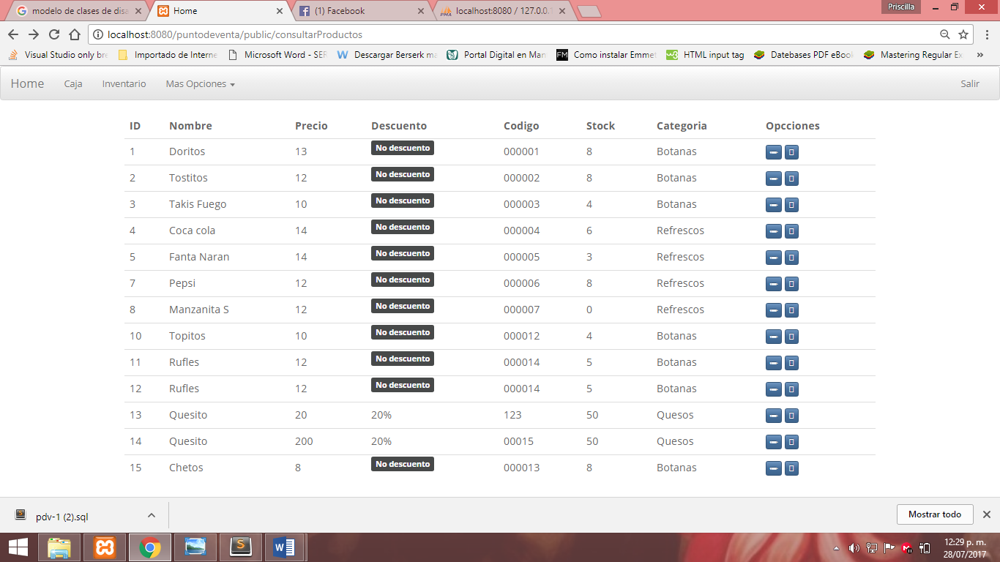 modelo de clases de disa
Home
(1) Facebook
localhost:8080 / 127.0.0.1
Priscilla
localhost:8080/puntodeventa/public/consultarProductos
Visual Studio only bre
Importado de Interne
Microsoft Word - SEP
Descargar Berserk ma
Portal Digital en Man
FM Como instalar Emmet
HTML input tag
Datebases PDF eBook
Mastering Regular Ex
»
Home Caja Inventario Mas Opciones Salir
ID Nombre Precio Descuento Codigo Stock Categoria Opcciones
1 Doritos 13 No descuento 000001 8 Botanas
2 Tostitos 12 No descuento 000002 8 Botanas
3 Takis Fuego 10 No descuento 000003 4 Botanas
4 Coca cola 14 No descuento 000004 6 Refrescos
5 Fanta Naran 14 No descuento 000005 3 Refrescos
7 Pepsi 12 No descuento 000006 8 Refrescos
8 Manzanita S 12 No descuento 000007 0 Refrescos
10 Topitos 10 No descuento 000012 4 Botanas
11 Rufles 12 No descuento 000014 5 Botanas
12 Rufles 12 No descuento 000014 5 Botanas
13 Quesito 20 20% 123 50 Quesos
14 Quesito 200 20% 00015 50 Quesos
15 Chetos 8 No descuento 000013 8 Botanas
pdv-1 (2).sql
Mostrar todo
12:29 p. m.
28/07/2017